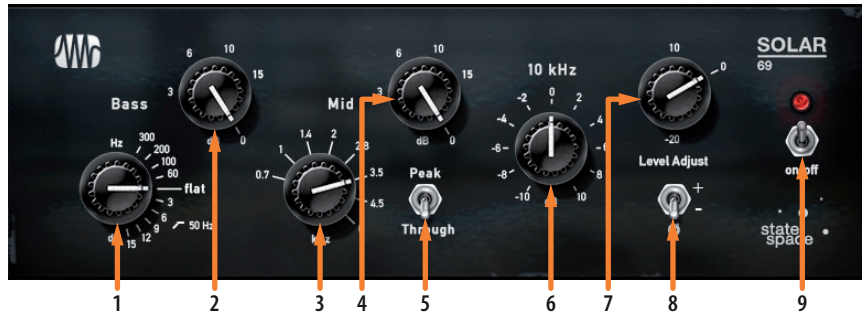 SOLAR
69
Bass
Hz
300
200
100
60
flat
3
6
9
12
15
50 Hz
3
6
10
15
0
Mid
0.7
1
1.4
2
2.8
3.5
4.5
kHz
3
6
10
15
dB
0
Peak
Through
10 kHz
-10
-8
-6
-4
-2
0
2
4
6
8
10
10
0
-20
Level Adjust
+
-
on/off
state
space
1 2 3 4 5 6 7 8 9